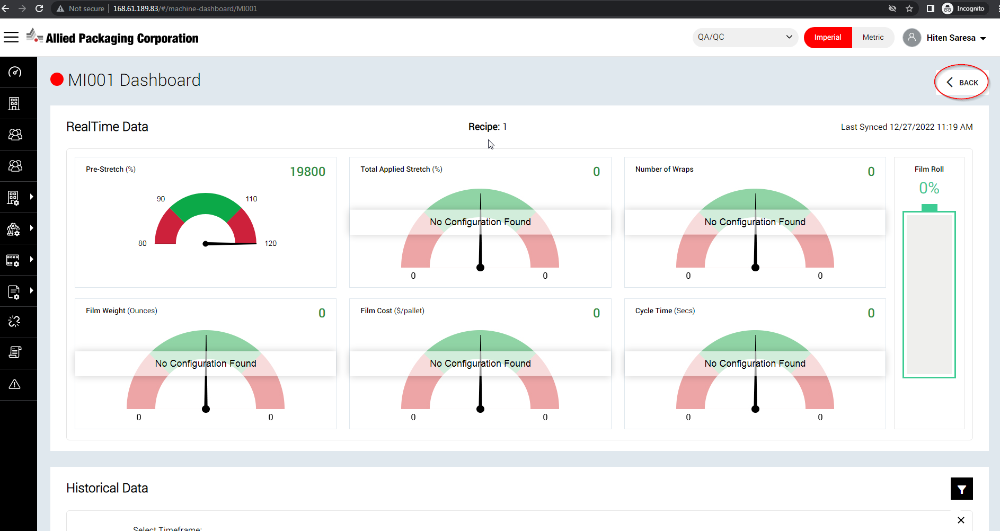 Not secure 168.61.189.83/#/machine-dashboard/MI001 Incognito
Allied Packaging Corporation QA/QC Imperial Metric Hiten Saresa
MI001 Dashboard BACK
RealTime Data Recipe: 1 Last Synced 12/27/2022 11:19 AM
Pre-Stretch (%) 19800
90 110
80 120
Total Applied Stretch (%) 0
No Configuration Found
0 0
Number of Wraps 0
No Configuration Found
0 0
Film Roll
0%
Film Weight (Ounces) 0
No Configuration Found
0 0
Film Cost ($/pallet) 0
No Configuration Found
0 0
Cycle Time (Secs) 0
No Configuration Found
0 0
Historical Data
Select Timeframe: